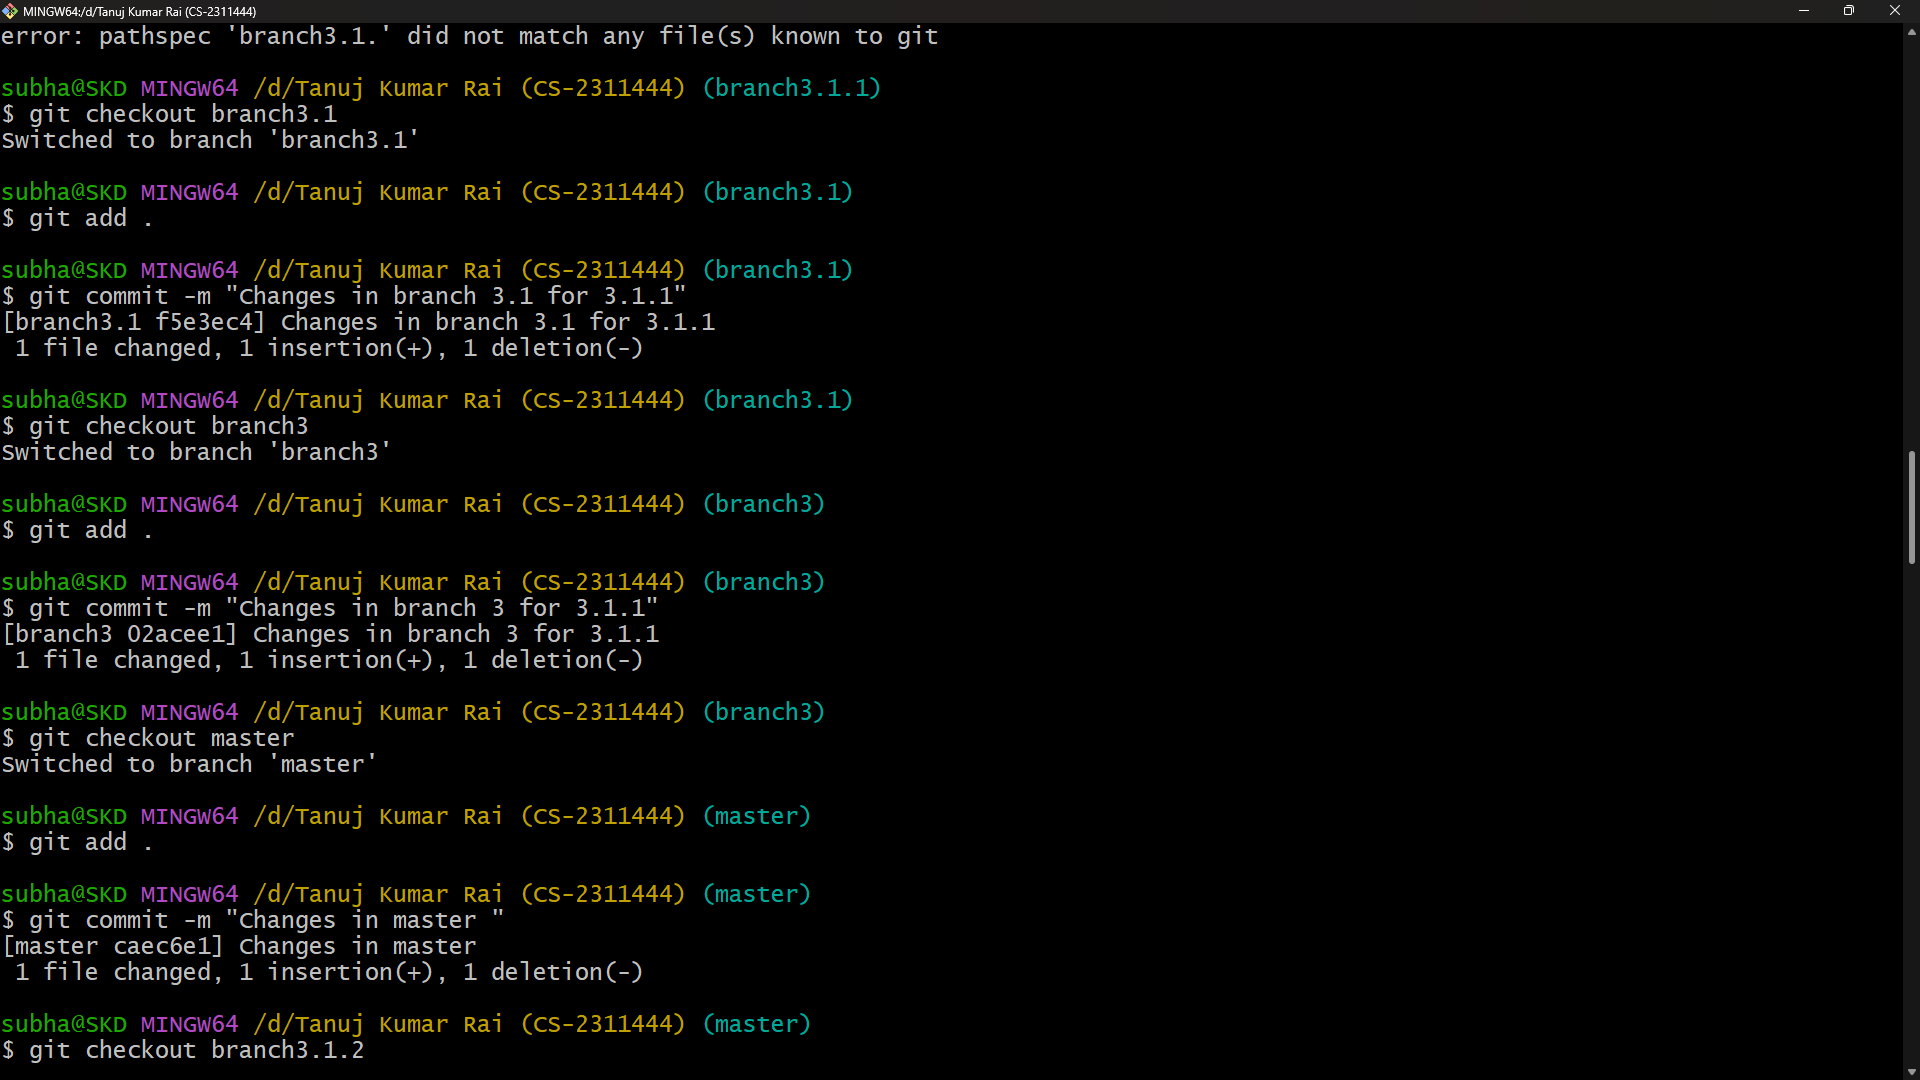 MINGW64:/d/Tanuj Kumar Rai (CS-2311444)
error: pathspec 'branch3.1.' did not match any file(s) known to git
subha@SKD MINGW64 /d/Tanuj Kumar Rai (CS-2311444) (branch3.1.1)
$ git checkout branch3.1
Switched to branch 'branch3.1'
subha@SKD MINGW64 /d/Tanuj Kumar Rai (CS-2311444) (branch3.1)
$ git add .
subha@SKD MINGW64 /d/Tanuj Kumar Rai (CS-2311444) (branch3.1)
$ git commit -m "Changes in branch 3.1 for 3.1.1"
[branch3.1 f5e3ec4] Changes in branch 3.1 for 3.1.1
 1 file changed, 1 insertion(+), 1 deletion(-)
subha@SKD MINGW64 /d/Tanuj Kumar Rai (CS-2311444) (branch3.1)
$ git checkout branch3
Switched to branch 'branch3'
subha@SKD MINGW64 /d/Tanuj Kumar Rai (CS-2311444) (branch3)
$ git add .
subha@SKD MINGW64 /d/Tanuj Kumar Rai (CS-2311444) (branch3)
$ git commit -m "Changes in branch 3 for 3.1.1"
[branch3 02acee1] Changes in branch 3 for 3.1.1
 1 file changed, 1 insertion(+), 1 deletion(-)
subha@SKD MINGW64 /d/Tanuj Kumar Rai (CS-2311444) (branch3)
$ git checkout master
Switched to branch 'master'
subha@SKD MINGW64 /d/Tanuj Kumar Rai (CS-2311444) (master)
$ git add .
subha@SKD MINGW64 /d/Tanuj Kumar Rai (CS-2311444) (master)
$ git commit -m "Changes in master "
[master caec6e1] Changes in master
 1 file changed, 1 insertion(+), 1 deletion(-)
subha@SKD MINGW64 /d/Tanuj Kumar Rai (CS-2311444) (master)
$ git checkout branch3.1.2